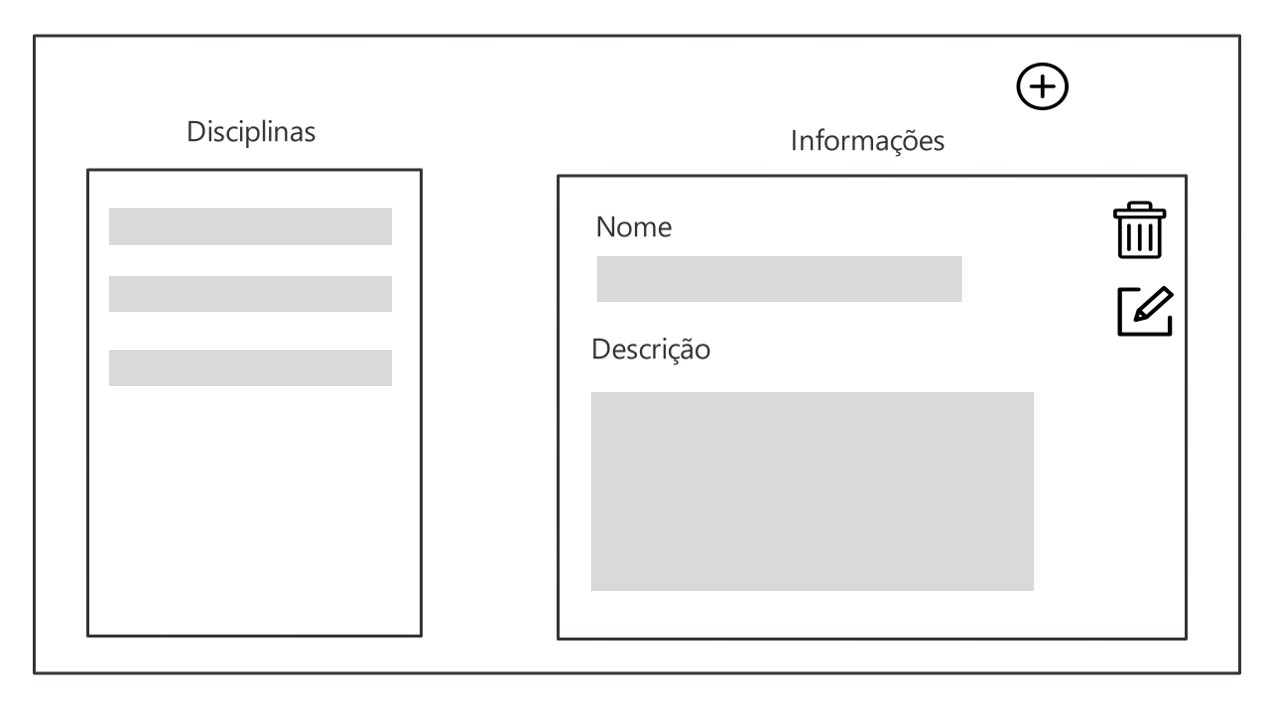 Disciplinas
Informações
Nome
Descrição